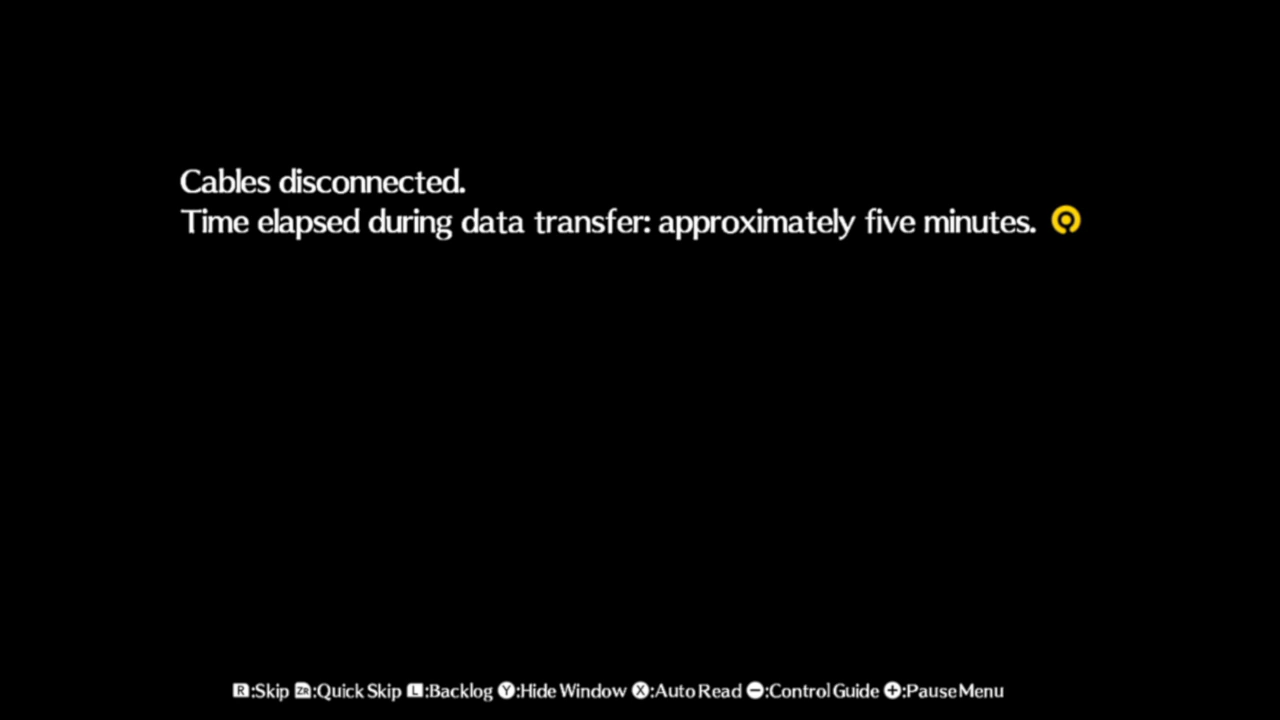 Cables disconnected.
Time elapsed during data transfer: approximately five minutes.
R:Skip ZR:Quick Skip L:Backlog Y:Hide Window X:Auto Read −:Control Guide +:Pause Menu